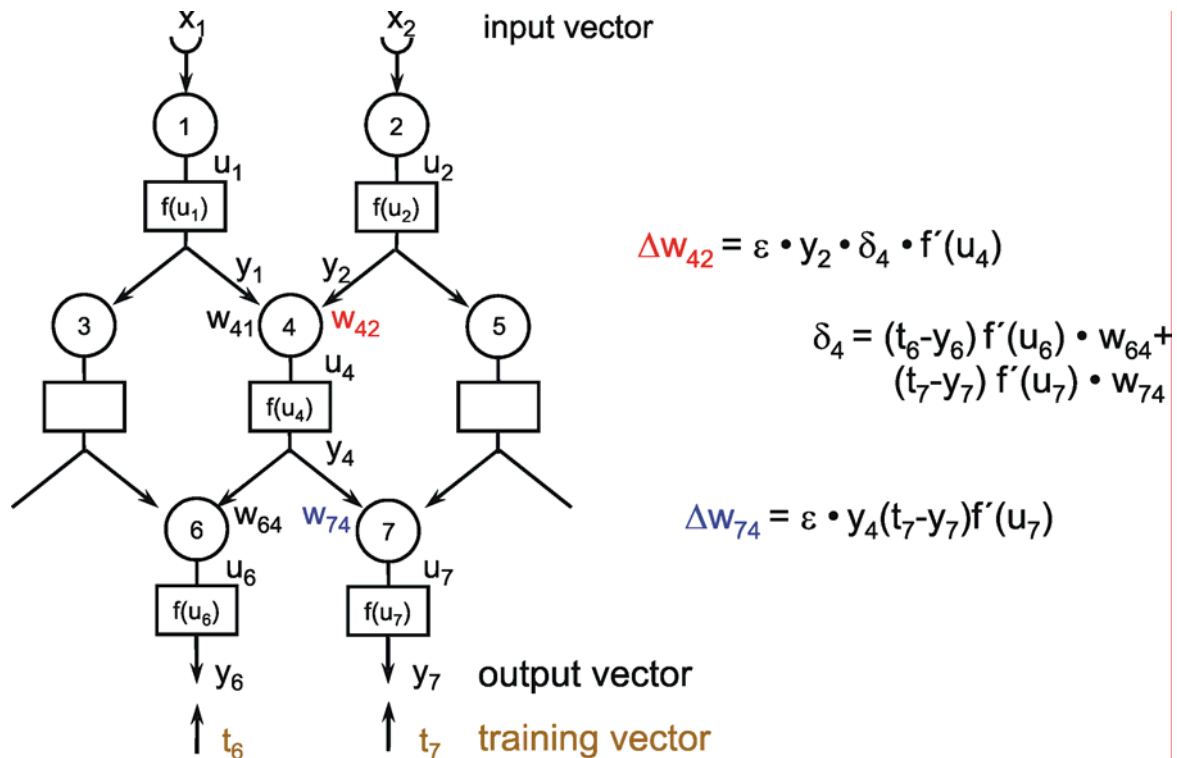 x₁ x₂ input vector
1 2
u₁ u₂
f(u₁) f(u₂)
Δw₄₂ = ε • y₂ • δ₄ • f´(u₄)
y₁ y₂
3 w₄₁ 4 w₄₂ 5
δ₄ = (t₆-y₆) f´(u₆) • w₆₄+
u₄
(t₇-y₇) f´(u₇) • w₇₄
f(u₄)
y₄
6 w₆₄ w₇₄ 7
Δw₇₄ = ε • y₄(t₇-y₇)f´(u₇)
u₆ u₇
f(u₆) f(u₇)
y₆ y₇ output vector
t₆ t₇ training vector